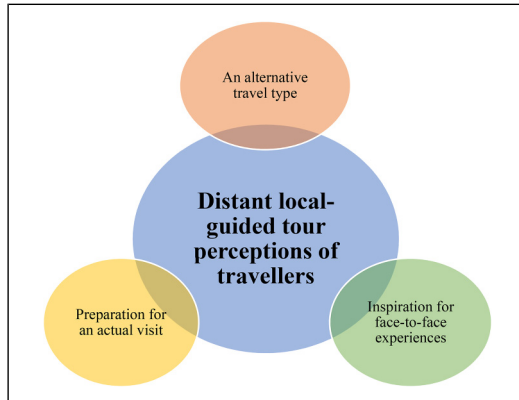 An alternative
travel type
Distant local-
guided tour
perceptions of
travellers
Preparation for
an actual visit
Inspiration for
face-to-face
experiences